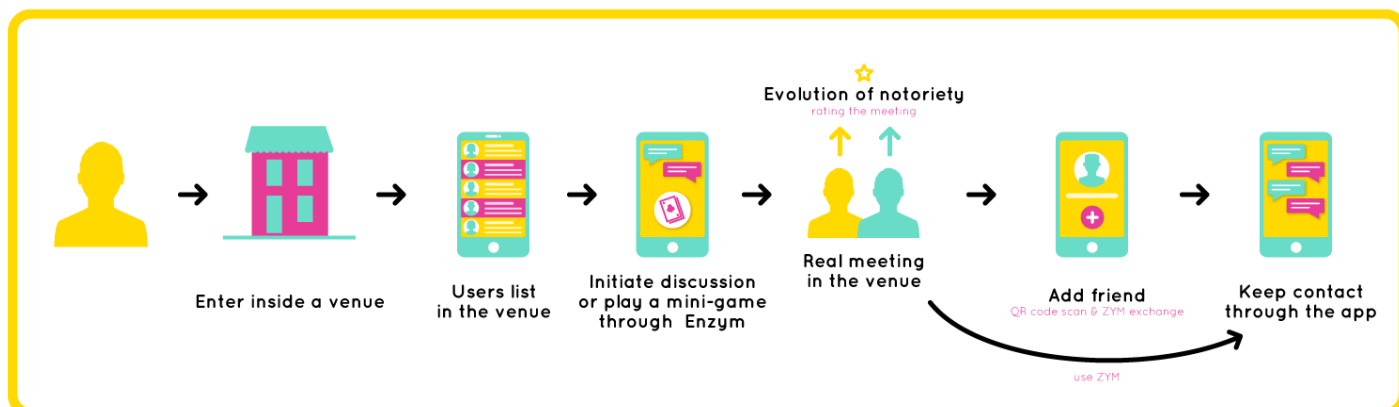 Evolution of notoriety
rating the meeting
Enter inside a venue
Users list
in the venue
Initiate discussion
or play a mini-game
through Enzym
Real meeting
in the venue
Add friend
QR code scan & ZYM exchange
Keep contact
through the app
use ZYM